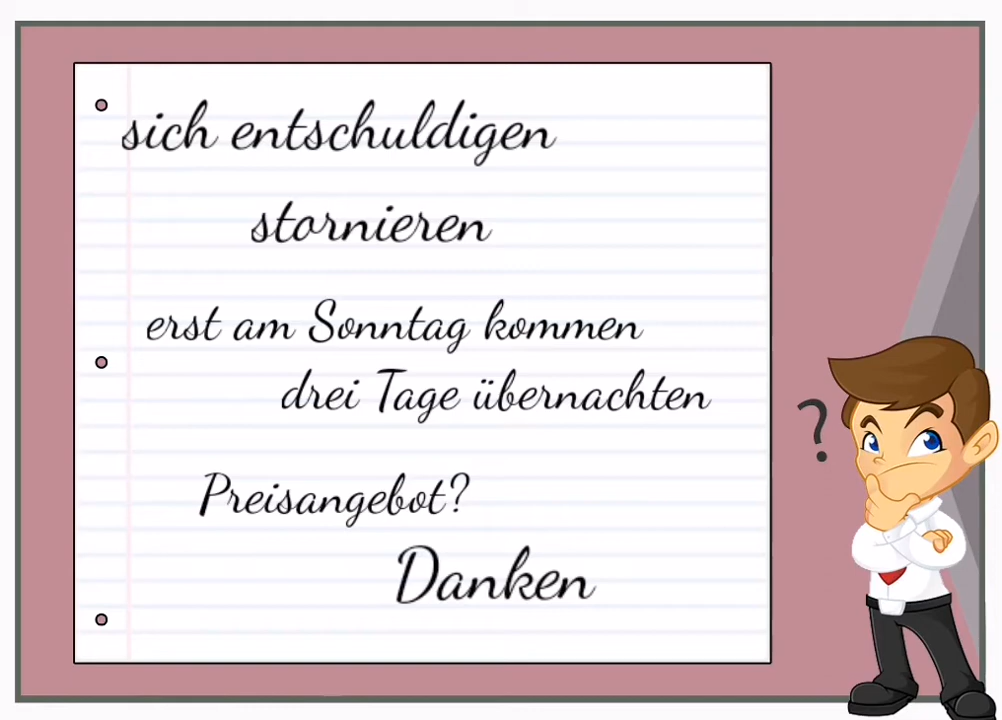 sich entschuldigen
stornieren
erst am Sonntag kommen
drei Tage übernachten
Preisangebot?
Danken
?